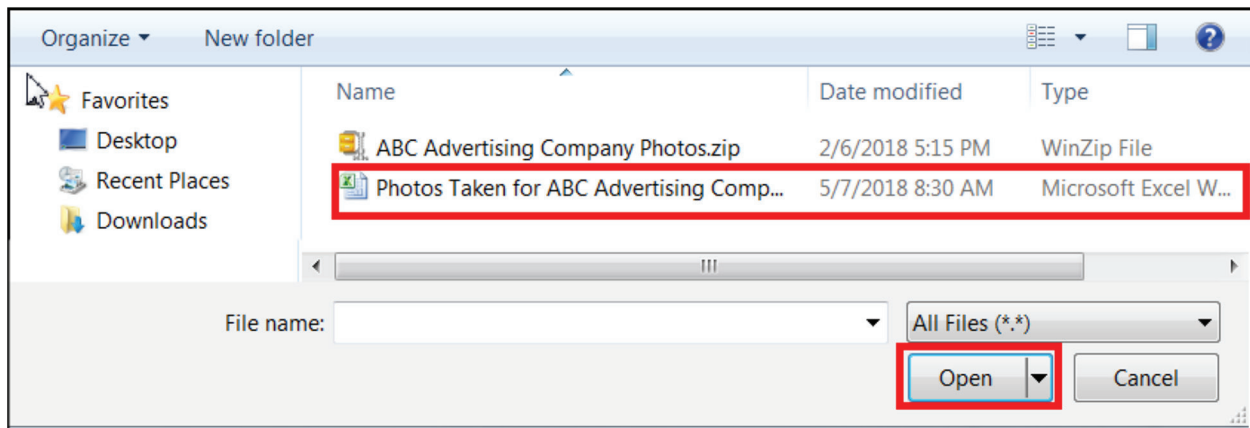 Organize New folder
Favorites
Desktop
Recent Places
Downloads
Name Date modified Type
ABC Advertising Company Photos.zip 2/6/2018 5:15 PM WinZip File
Photos Taken for ABC Advertising Comp... 5/7/2018 8:30 AM Microsoft Excel W...
File name: All Files (*.*)
Open Cancel